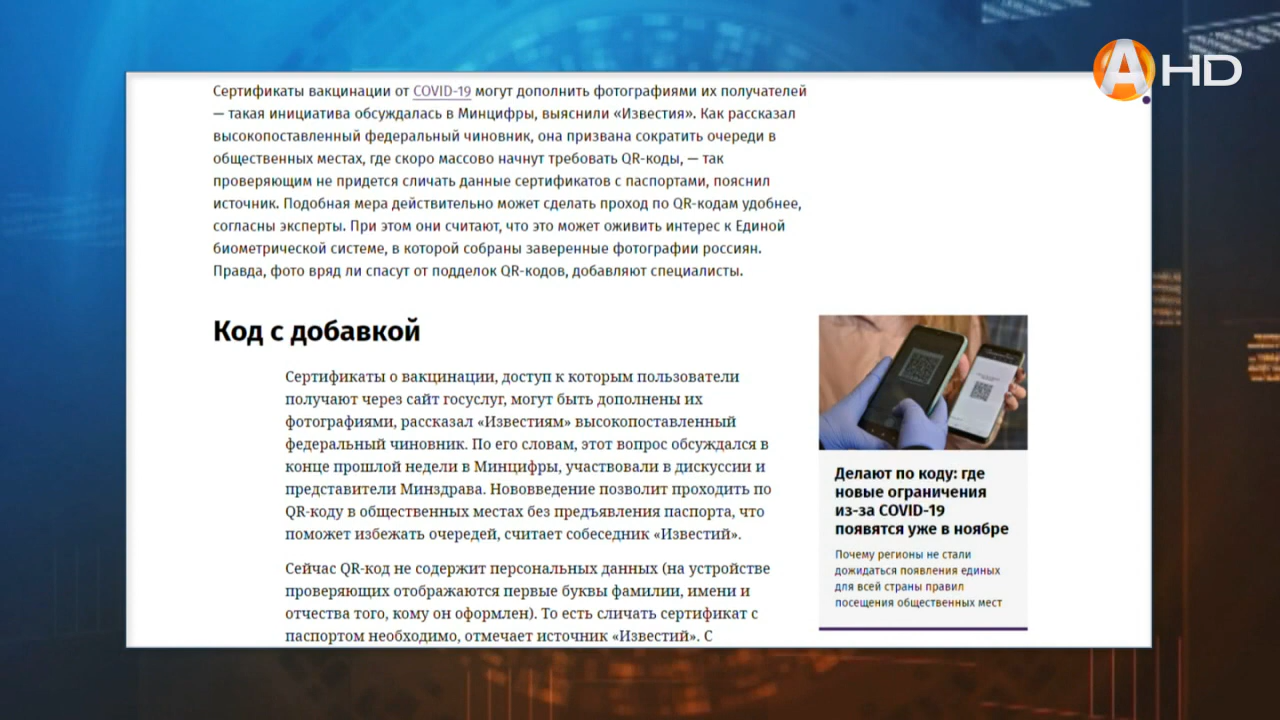 А HD
Сертификаты вакцинации от COVID-19 могут дополнить фотографиями их получателей
— такая инициатива обсуждалась в Минцифры, выяснили «Известия». Как рассказал
высокопоставленный федеральный чиновник, она призвана сократить очереди в
общественных местах, где скоро массово начнут требовать QR-коды, — так
проверяющим не придется сличать данные сертификатов с паспортами, пояснил
источник. Подобная мера действительно может сделать проход по QR-кодам удобнее,
согласны эксперты. При этом они считают, что это может оживить интерес к Единой
биометрической системе, в которой собраны заверенные фотографии россиян.
Правда, фото вряд ли спасут от подделок QR-кодов, добавляют специалисты.
Код с добавкой
Сертификаты о вакцинации, доступ к которым пользователи
получают через сайт госуслуг, могут быть дополнены их
фотографиями, рассказал «Известиям» высокопоставленный
федеральный чиновник. По его словам, этот вопрос обсуждался в
конце прошлой недели в Минцифры, участвовали в дискуссии и
представители Минздрава. Нововведение позволит проходить по
QR-коду в общественных местах без предъявления паспорта, что
поможет избежать очередей, считает собеседник «Известий».
Сейчас QR-код не содержит персональных данных (на устройстве
проверяющих отображаются первые буквы фамилии, имени и
отчества того, кому он оформлен). То есть сличать сертификат с
паспортом необходимо, отмечает источник «Известий». С
Делают по коду: где
новые ограничения
из-за COVID-19
появятся уже в ноябре
Почему регионы не стали
дожидаться появления единых
для всей страны правил
посещения общественных мест